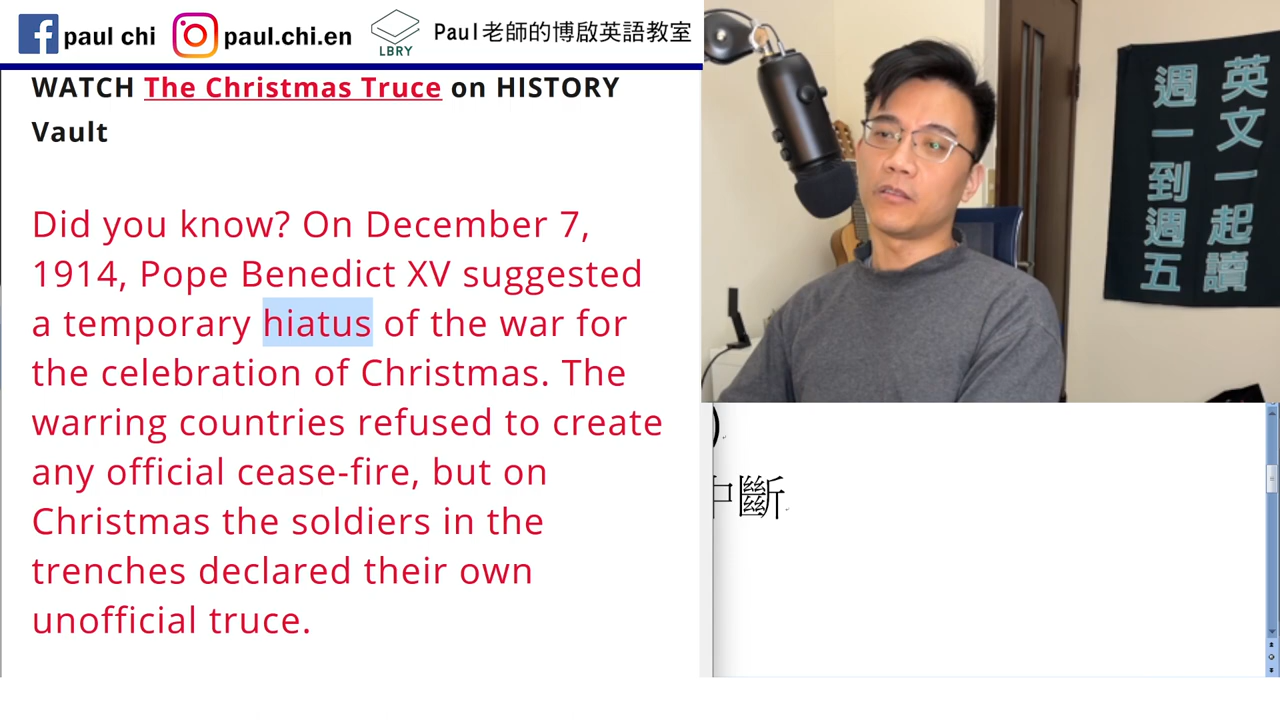 paul chi
paul.chi.en
LBRY
Paul老師的博啟英語教室
WATCH The Christmas Truce on HISTORY
Vault
Did you know? On December 7,
1914, Pope Benedict XV suggested
a temporary hiatus of the war for
the celebration of Christmas. The
warring countries refused to create
any official cease-fire, but on
Christmas the soldiers in the
trenches declared their own
unofficial truce.
英文一起讀
週一到週五
)
中斷